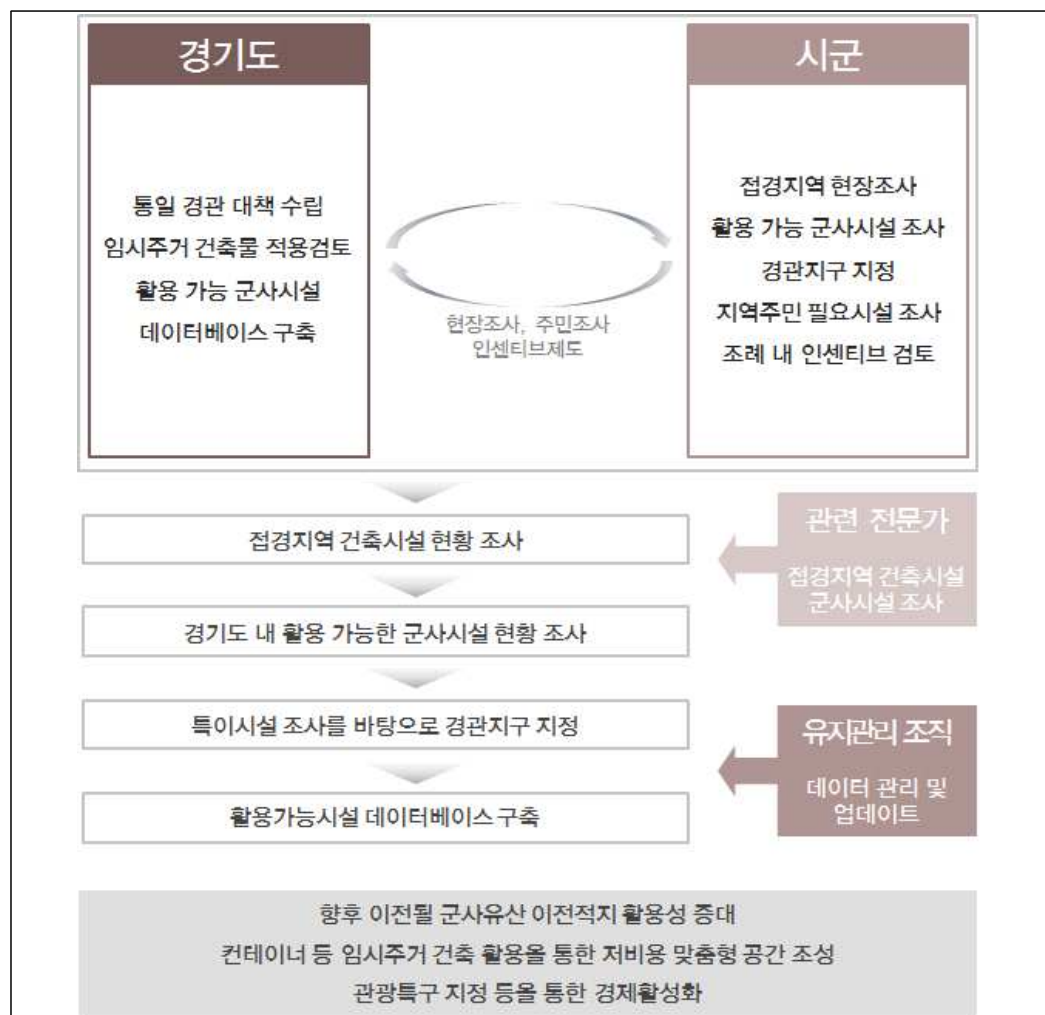 경기도
통일 경관 대책 수립
임시주거 건축물 적용검토
활용 가능 군사시설
데이터베이스 구축
현장조사, 주민조사
인센티브제도
시군
접경지역 현장조사
활용 가능 군사시설 조사
경관지구 지정
지역주민 필요시설 조사
조례 내 인센티브 검토
접경지역 건축시설 현황 조사
관련 전문가
접경지역 건축시설
군사시설 조사
경기도 내 활용 가능한 군사시설 현황 조사
특이시설 조사를 바탕으로 경관지구 지정
유지관리 조직
데이터 관리 및
업데이트
활용가능시설 데이터베이스 구축
향후 이전될 군사유산 이전적지 활용성 증대
컨테이너 등 임시주거 건축 활용올 통한 저비용 맞춤형 공간 조성
관광특구 지정 등올 통한 경제활성화